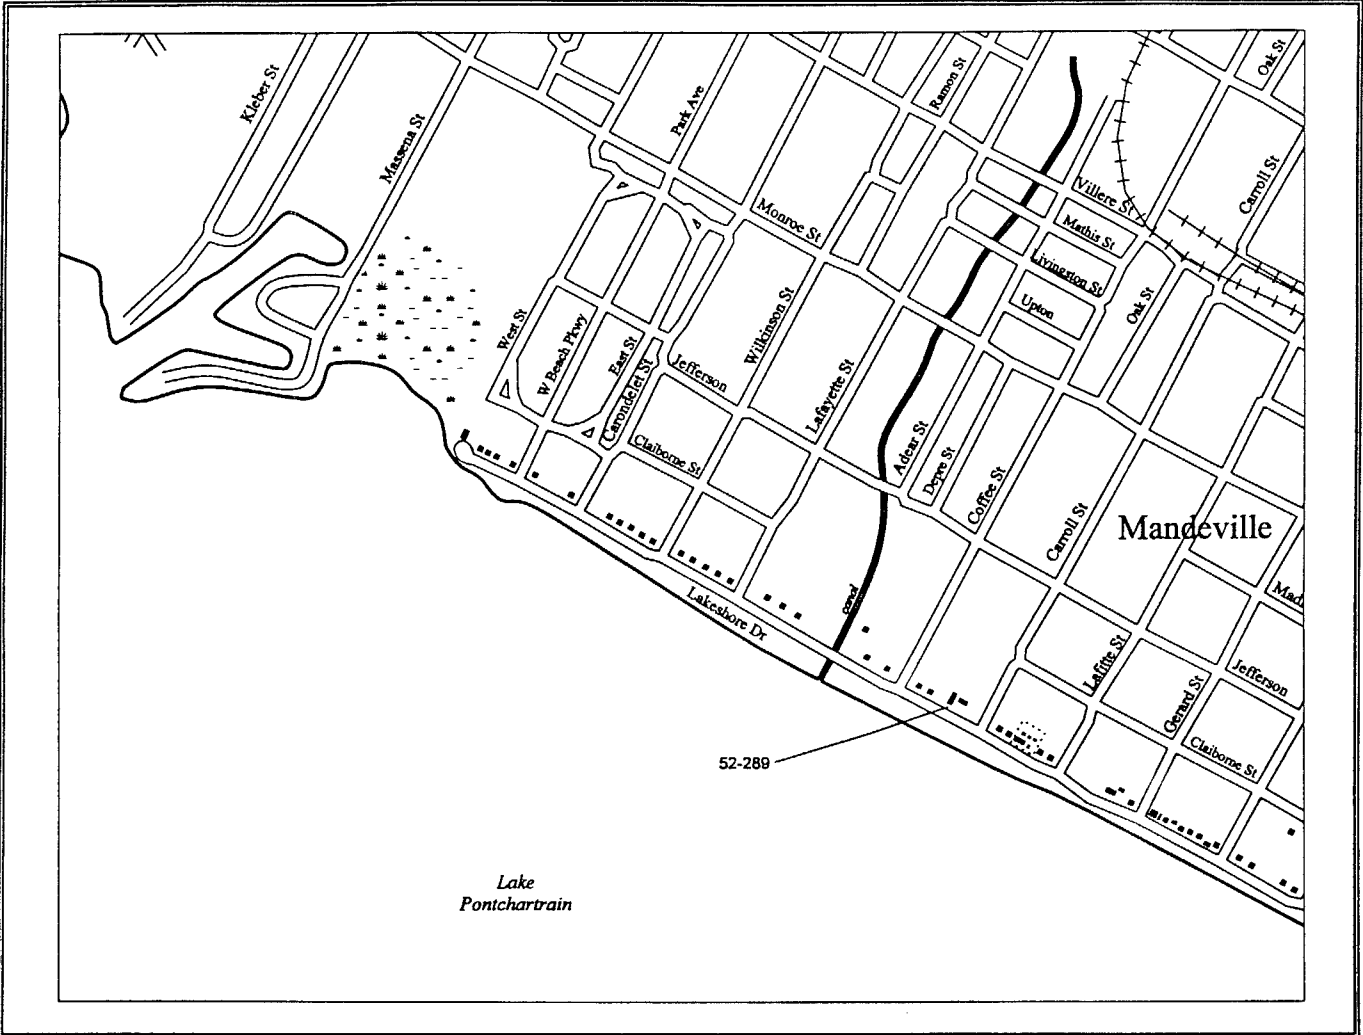 Kleber St
Massena St
Park Ave
Ramon St
Oak St
Carroll St
Villere St
Mathis St
Livingston St
Upton
Oak St
Monroe St
West St
W Beach Pkwy
East St
Carondelet St
Jefferson
Wilkinson St
Lafayette St
Claiborne St
Adear St
Depre St
Coffee St
Carroll St
Mandeville
Madi
canal
Lakeshore Dr
Lafitte St
Gerard St
Jefferson
Claiborne St
52-289
Lake
Pontchartrain